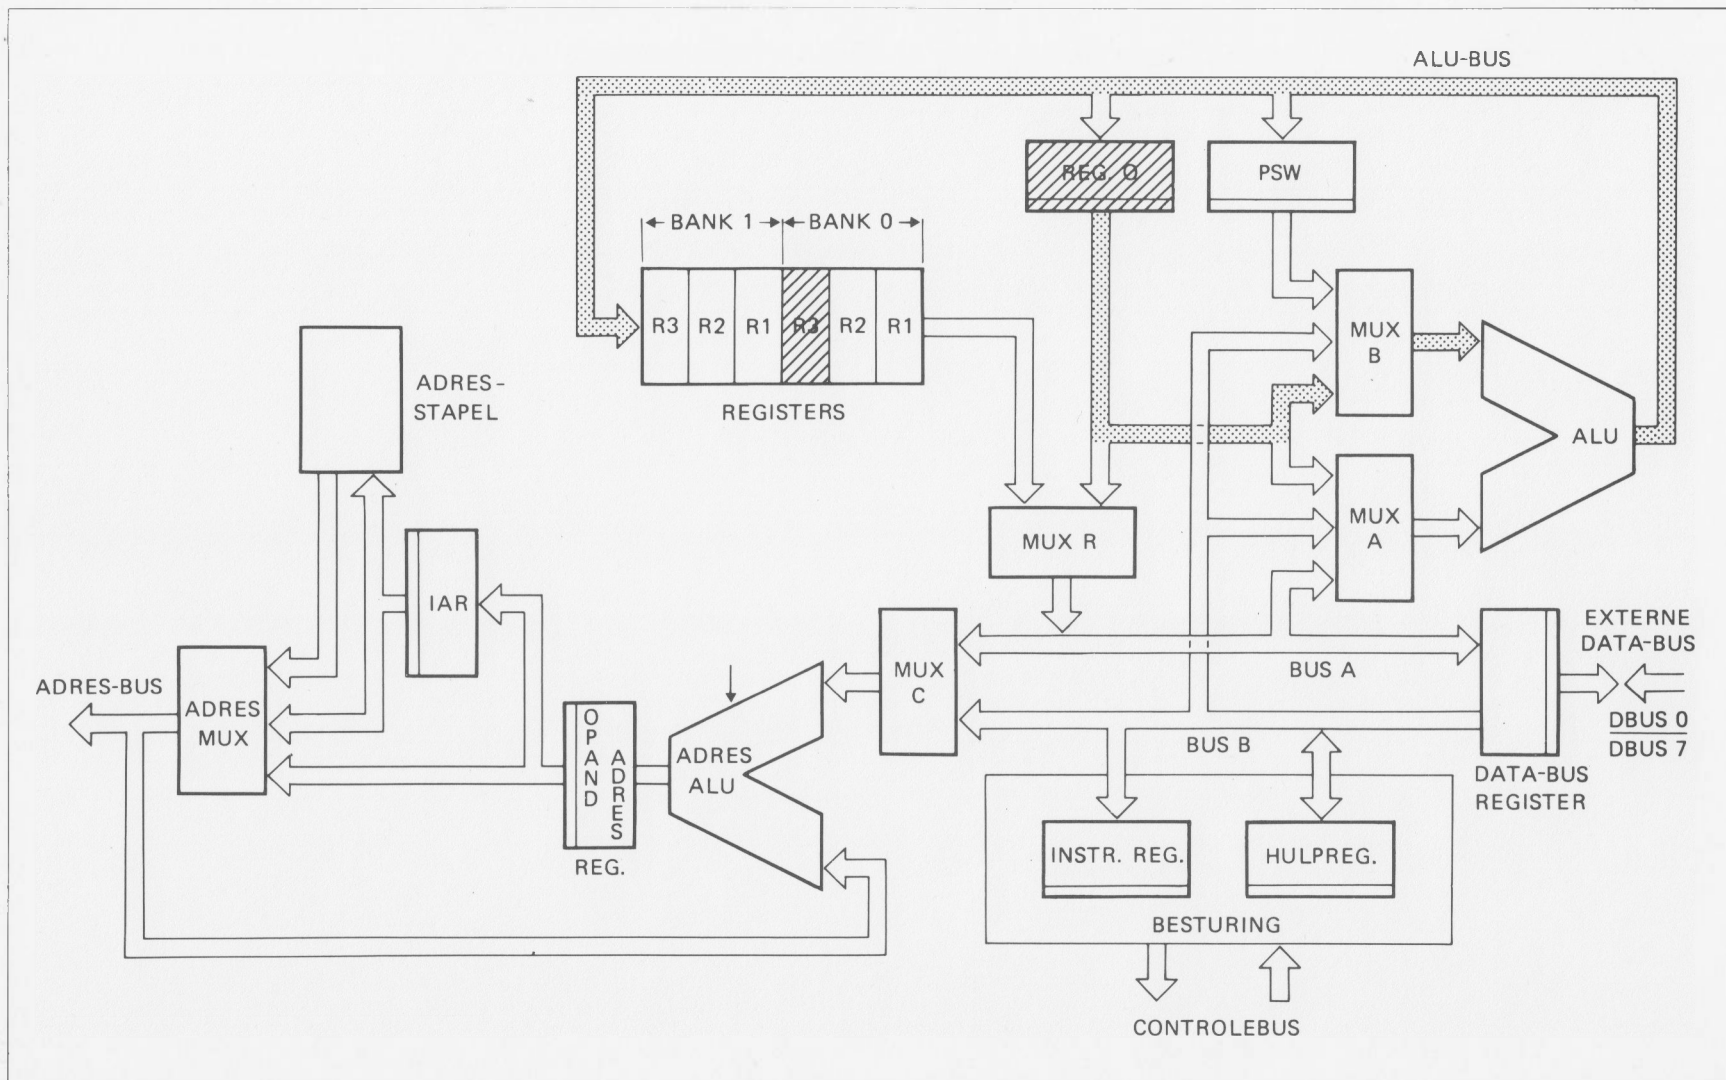 ALU-BUS
REG. 0
PSW
BANK 1
BANK 0
R3
R2
R1
R3
R2
R1
REGISTERS
ADRES-
STAPEL
MUX
B
ALU
MUX
A
MUX R
IAR
MUX
C
BUS A
BUS B
EXTERNE
DATA-BUS
DBUS 0
DBUS 7
DATA-BUS
REGISTER
ADRES-BUS
ADRES
MUX
OPAND
ADRES
REG.
ADRES
ALU
INSTR. REG.
HULPREG.
BESTURING
CONTROLEBUS